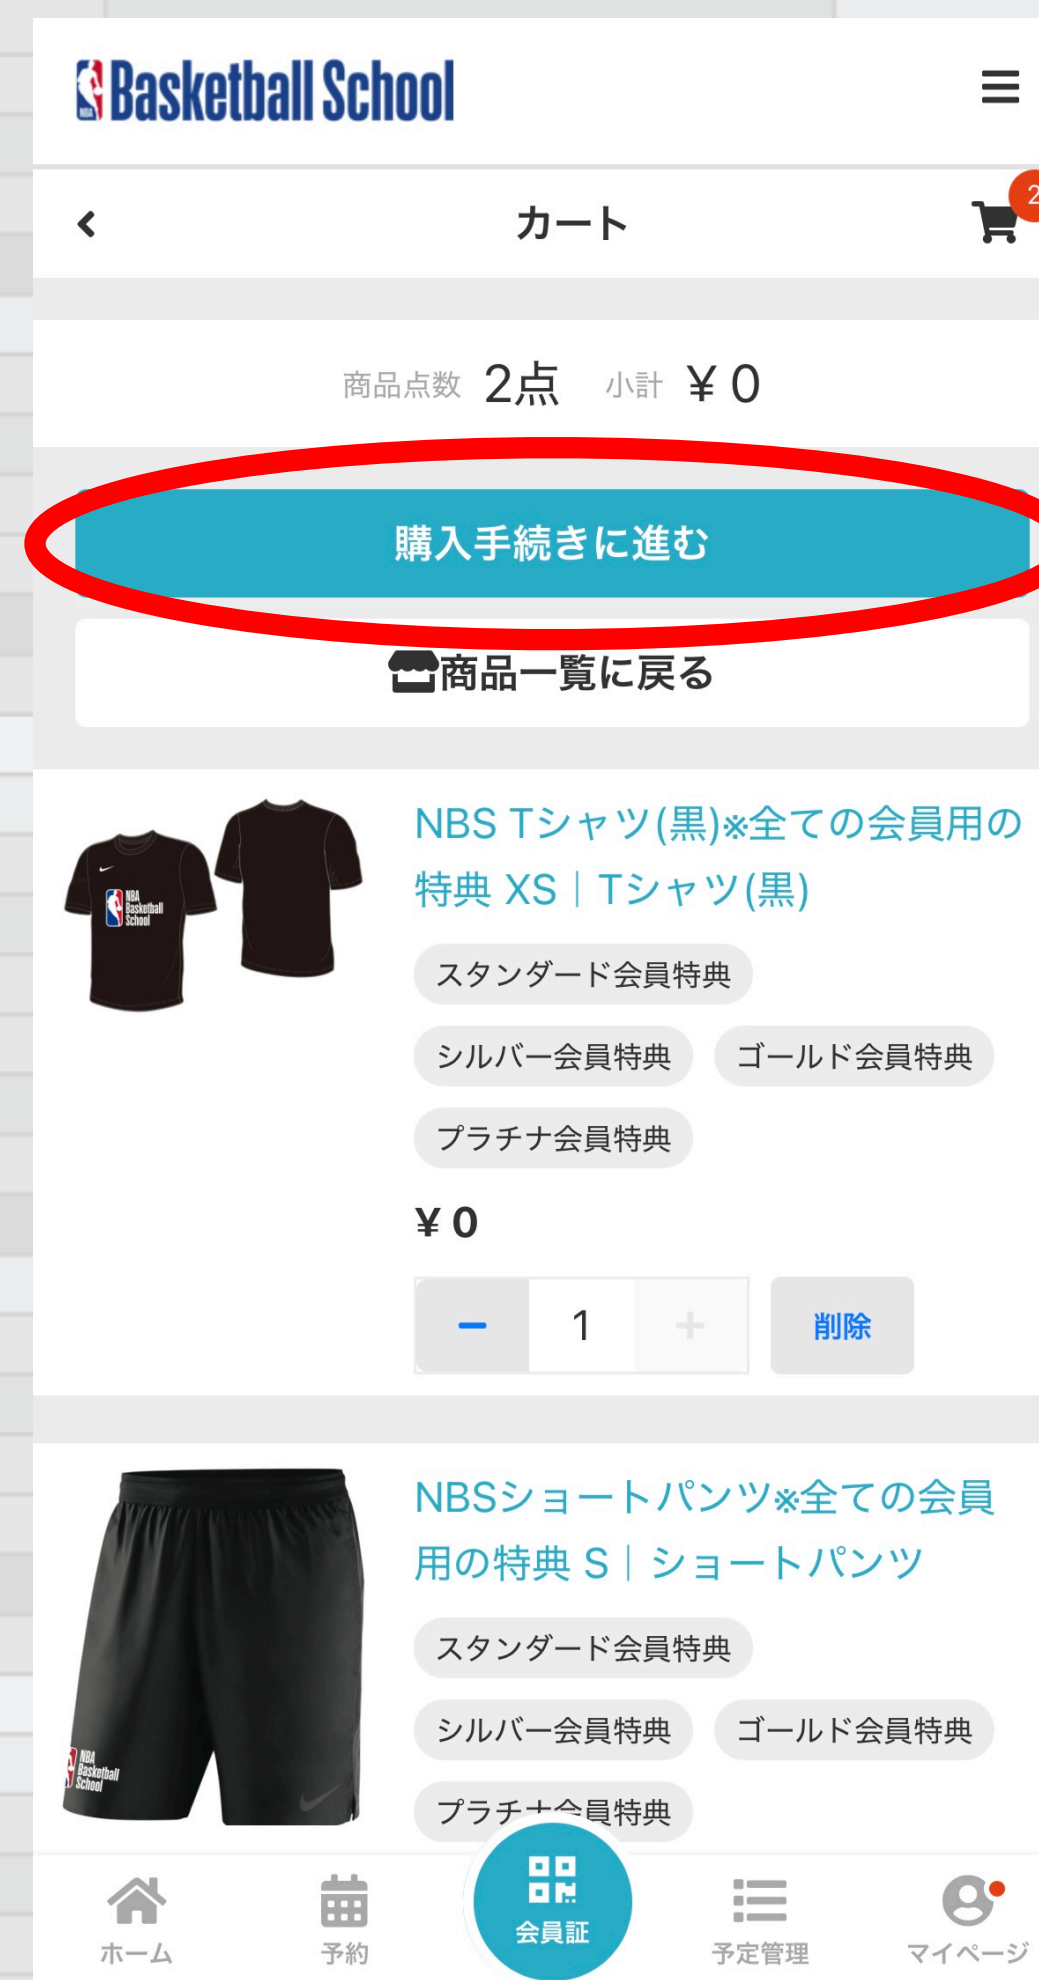 NBA Basketball School
カート
2
商品点数 2点 小計 ¥0
購入手続きに進む
商品一覧に戻る
NBS Tシャツ(黒)※全ての会員用の
特典 XS | Tシャツ(黒)
NBA
Basketball
School
スタンダード会員特典
シルバー会員特典 ゴールド会員特典
プラチナ会員特典
¥0
− 1 + 削除
NBSショートパンツ※全ての会員
用の特典 S | ショートパンツ
スタンダード会員特典
シルバー会員特典 ゴールド会員特典
プラチナ会員特典
NBA
Basketball
School
ホーム 予約 会員証 予定管理 マイページ